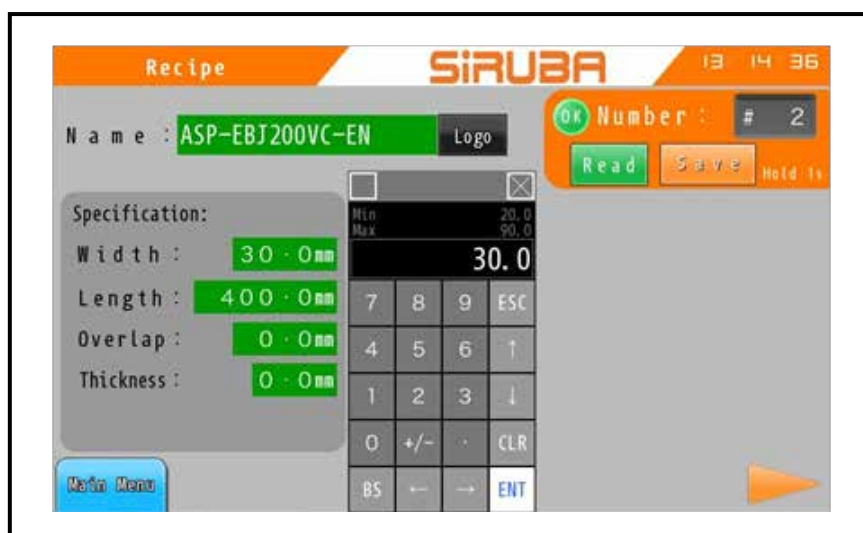 Recipe
SiRUBA
13 14 36
Name : ASP-EBJ200VC-EN
Logo
OK Number : # 2
Read Save Hold 1s
Specification:
Width : 30.0mm
Length : 400.0mm
Overlap : 0.0mm
Thickness : 0.0mm
Min 20.0
Max 90.0
30.0
7 8 9 ESC
4 5 6 ↑
1 2 3 ↓
0 +/- . CLR
BS ← → ENT
Main Menu